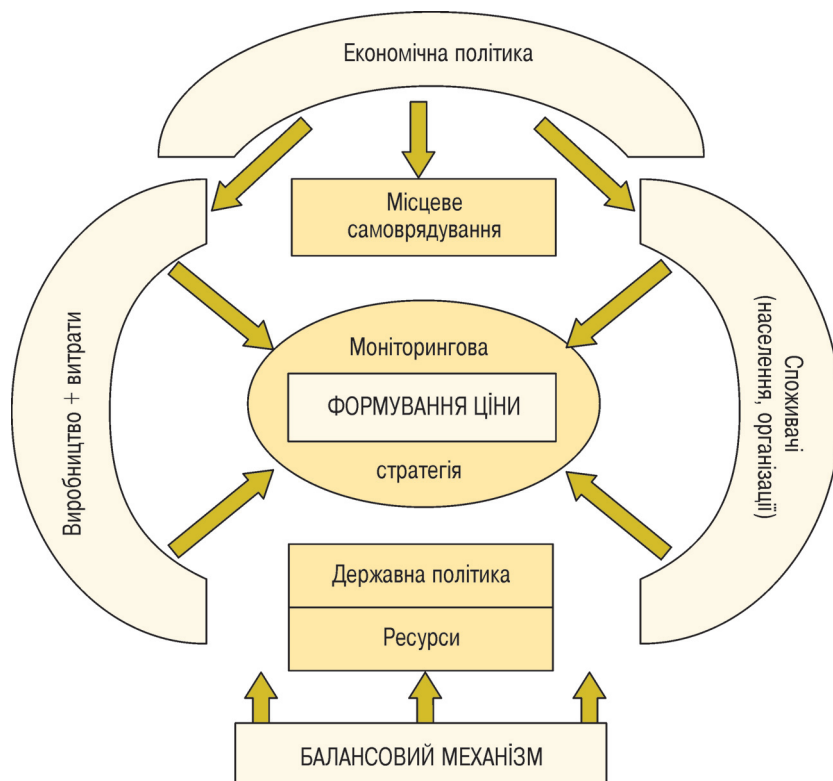 Економічна політика
Місцеве
самоврядування
Виробництво + витрати
Моніторингова
ФОРМУВАННЯ ЦІНИ
стратегія
Споживачі
(населення, організації)
Державна політика
Ресурси
БАЛАНСОВИЙ МЕХАНІЗМ